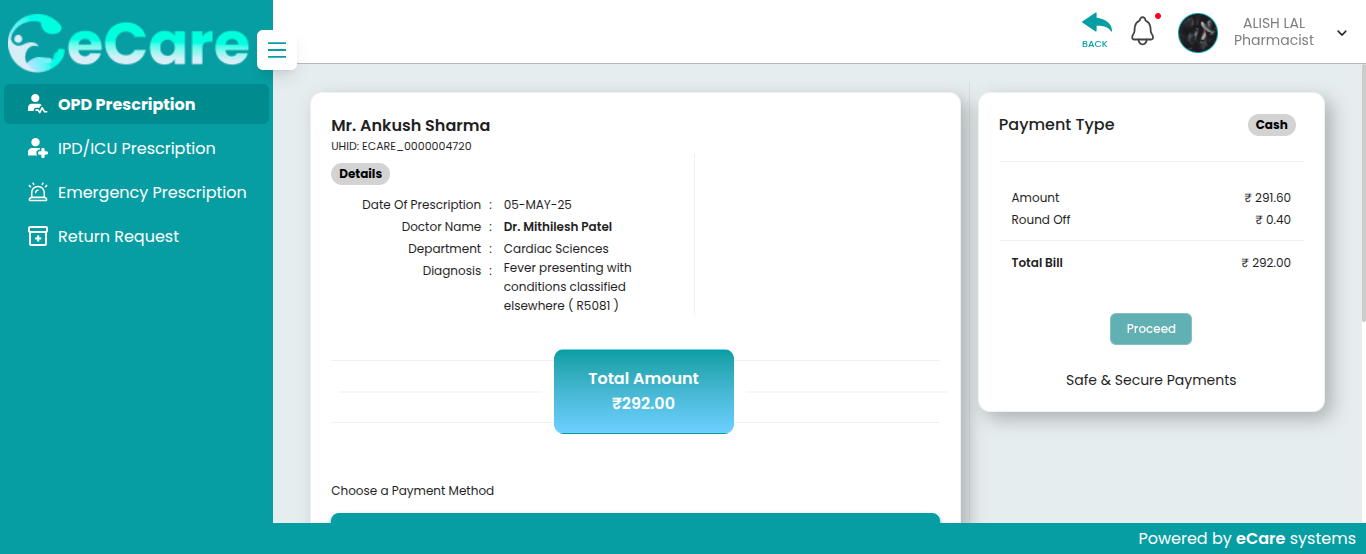 eCare
OPD Prescription
IPD/ICU Prescription
Emergency Prescription
Return Request
BACK
ALISH LAL
Pharmacist
Mr. Ankush Sharma
UHID: ECARE_0000004720
Details
Date Of Prescription : 05-MAY-25
Doctor Name : Dr. Mithilesh Patel
Department : Cardiac Sciences
Diagnosis : Fever presenting with
conditions classified
elsewhere ( R5081 )
Total Amount
₹292.00
Choose a Payment Method
Payment Type Cash
Amount ₹ 291.60
Round Off ₹ 0.40
Total Bill ₹ 292.00
Proceed
Safe & Secure Payments
Powered by eCare systems